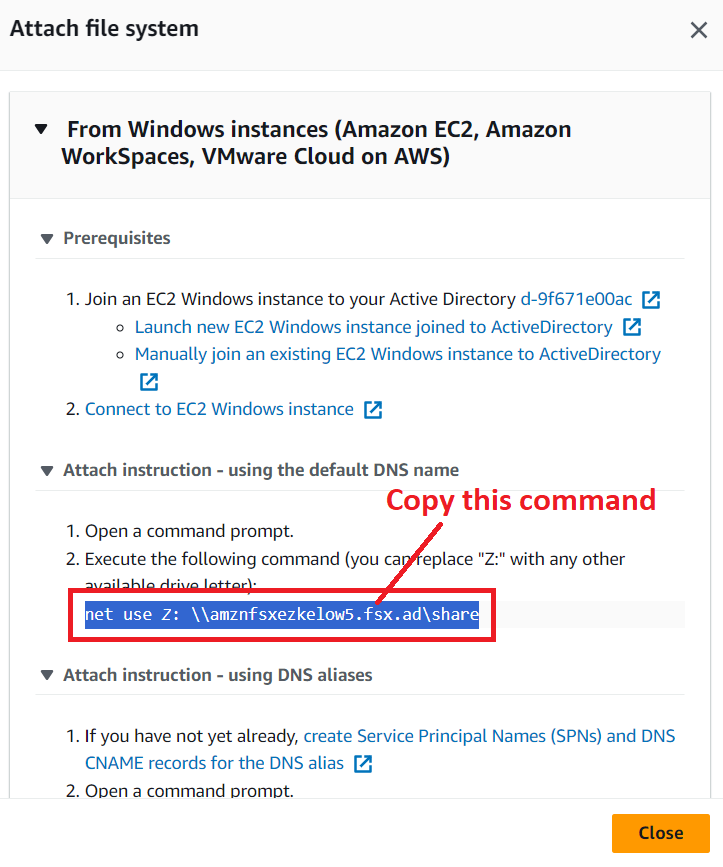 Attach file system
From Windows instances (Amazon EC2, Amazon
WorkSpaces, VMware Cloud on AWS)
Prerequisites
1. Join an EC2 Windows instance to your Active Directory d-9f671e00ac
Launch new EC2 Windows instance joined to ActiveDirectory
Manually join an existing EC2 Windows instance to ActiveDirectory
2. Connect to EC2 Windows instance
Attach instruction - using the default DNS name
Copy this command
1. Open a command prompt.
2. Execute the following command (you can replace "Z:" with any other
available drive letter):
net use Z: \\amznfsxezkelow5.fsx.ad\share
Attach instruction - using DNS aliases
1. If you have not yet already, create Service Principal Names (SPNs) and DNS
CNAME records for the DNS alias
2. Open a command prompt.
Close